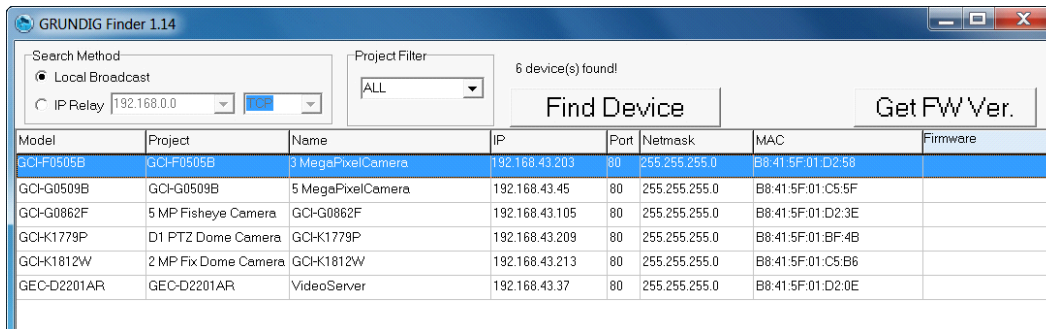 GRUNDIG Finder 1.14
Search Method
Local Broadcast
IP Relay 192.168.0.0 TCP
Project Filter
ALL
6 device(s) found!
Find Device
Get FW Ver.
Model Project Name IP Port Netmask MAC Firmware
GCI-F0505B GCI-F0505B 3 MegaPixelCamera 192.168.43.203 80 255.255.255.0 B8:41:5F:01:D2:58
GCI-G0509B GCI-G0509B 5 MegaPixelCamera 192.168.43.45 80 255.255.255.0 B8:41:5F:01:C5:5F
GCI-G0862F 5 MP Fisheye Camera GCI-G0862F 192.168.43.105 80 255.255.255.0 B8:41:5F:01:D2:3E
GCI-K1779P D1 PTZ Dome Camera GCI-K1779P 192.168.43.209 80 255.255.255.0 B8:41:5F:01:BF:4B
GCI-K1812W 2 MP Fix Dome Camera GCI-K1812W 192.168.43.213 80 255.255.255.0 B8:41:5F:01:C5:B6
GEC-D2201AR GEC-D2201AR VideoServer 192.168.43.37 80 255.255.255.0 B8:41:5F:01:D2:0E